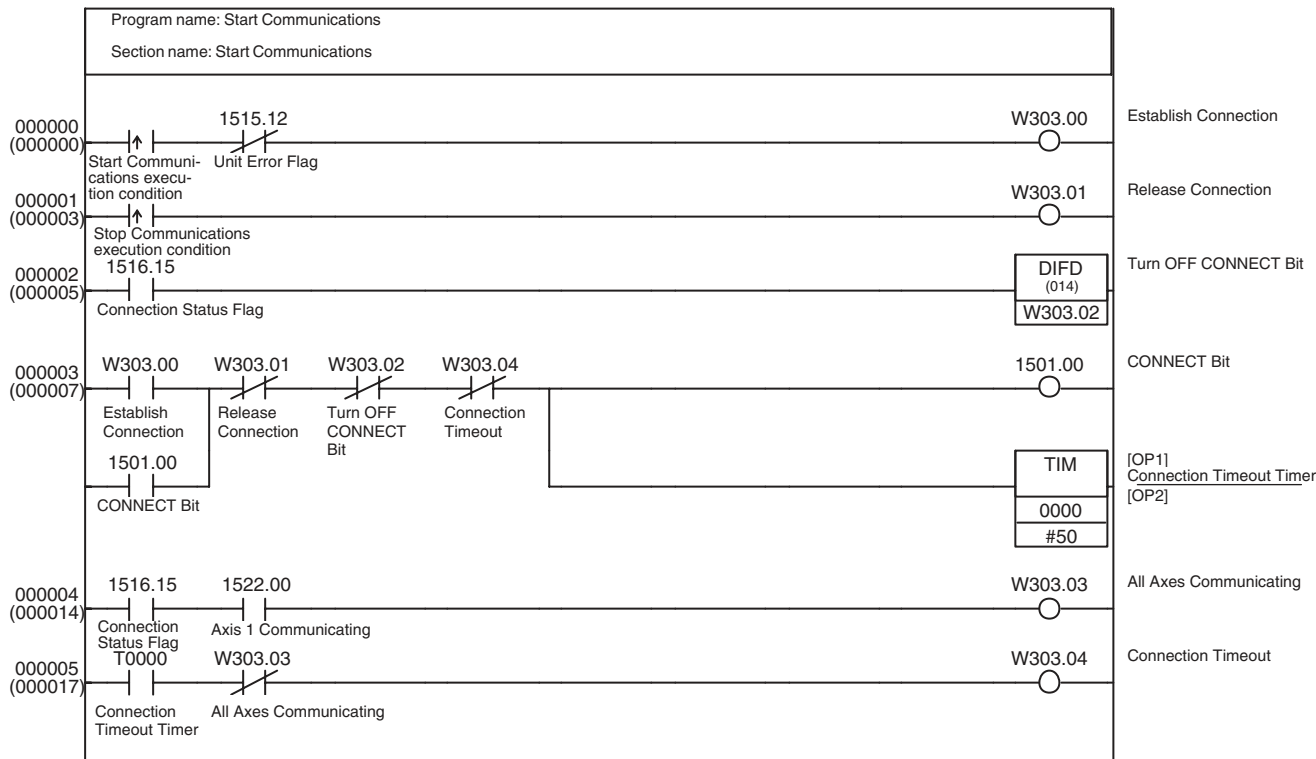 Program name: Start Communications
Section name: Start Communications
000000
(000000)
1515.12
W303.00
Establish Connection
Start Communi-
cations execu-
tion condition
Unit Error Flag
000001
(000003)
W303.01
Release Connection
Stop Communications
execution condition
000002
(000005)
1516.15
DIFD
(014)
W303.02
Turn OFF CONNECT Bit
Connection Status Flag
000003
(000007)
W303.00
W303.01
W303.02
W303.04
1501.00
CONNECT Bit
Establish
Connection
Release
Connection
Turn OFF
CONNECT
Bit
Connection
Timeout
1501.00
CONNECT Bit
TIM
0000
#50
[OP1]
Connection Timeout Timer
[OP2]
000004
(000014)
1516.15
1522.00
W303.03
All Axes Communicating
Connection
Status Flag
Axis 1 Communicating
000005
(000017)
T0000
W303.03
W303.04
Connection Timeout
Connection
Timeout Timer
All Axes Communicating